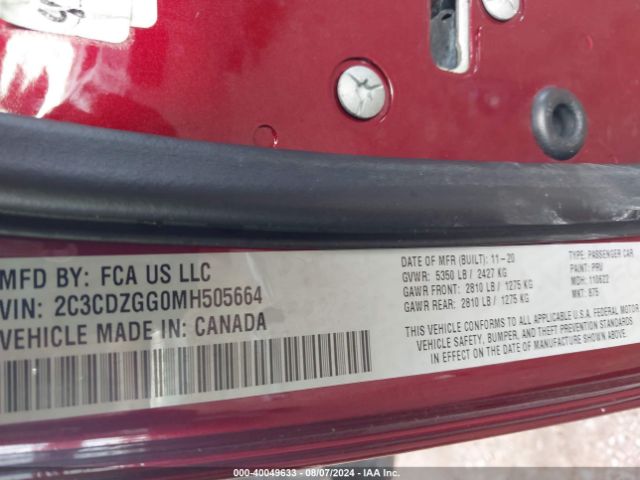 MFD BY: FCA US LLC
VIN: 2C3CDZGG0MH505664
VEHICLE MADE IN: CANADA
DATE OF MFR (BUILT): 11-20
GVWR: 5350 LB / 2427 KG
GAWR FRONT: 2810 LB / 1275 KG
GAWR REAR: 2810 LB / 1275 KG
TYPE: PASSENGER CAR
PAINT: PRV
MDH: 110622
MKT: 875
THIS VEHICLE CONFORMS TO ALL APPLICABLE U.S.A. FEDERAL MOTOR
VEHICLE SAFETY, BUMPER, AND THEFT PREVENTION STANDARDS
IN EFFECT ON THE DATE OF MANUFACTURE SHOWN ABOVE.
000-40049633 - 08/07/2024 - IAA Inc.